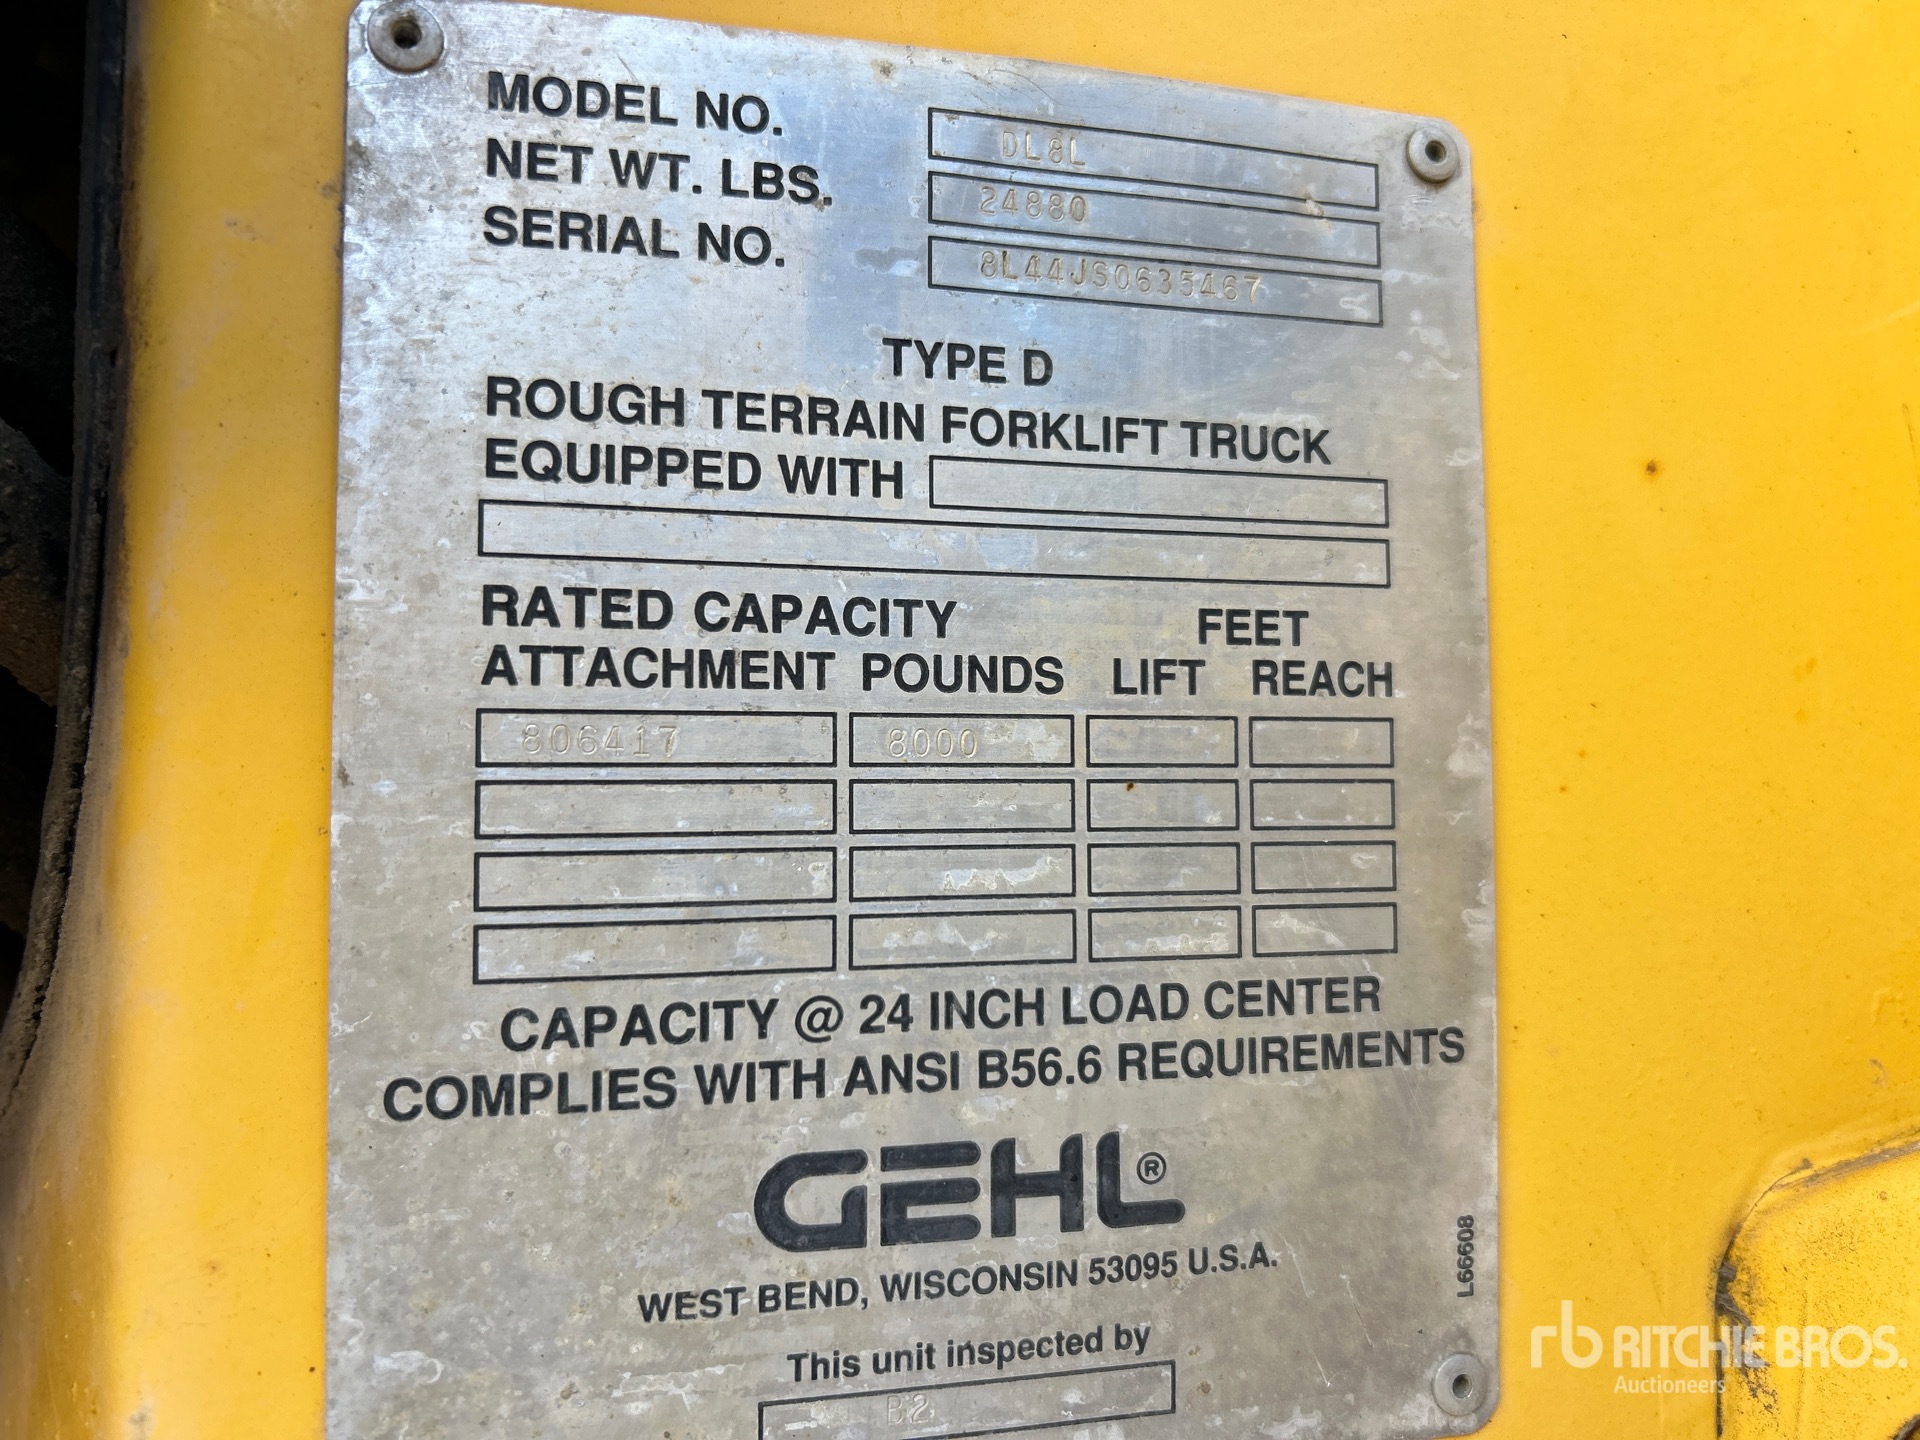 MODEL NO. DL8L
NET WT. LBS. 24880
SERIAL NO. 8L44JS0635467
TYPE D
ROUGH TERRAIN FORKLIFT TRUCK
EQUIPPED WITH
RATED CAPACITY FEET
ATTACHMENT POUNDS LIFT REACH
806417 8000
CAPACITY @ 24 INCH LOAD CENTER
COMPLIES WITH ANSI B56.6 REQUIREMENTS
GEHL®
WEST BEND, WISCONSIN 53095 U.S.A.
This unit inspected by
B2
L66608
rb RITCHIE BROS.
Auctioneers